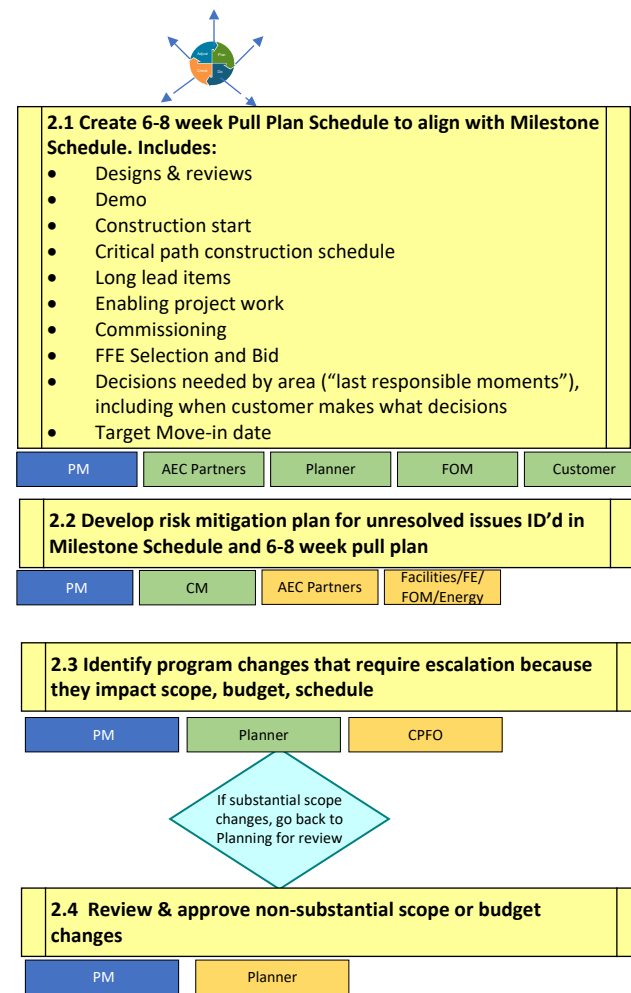 Adjust
Plan
Check
Do
2.1 Create 6-8 week Pull Plan Schedule to align with Milestone
Schedule. Includes:
• Designs & reviews
• Demo
• Construction start
• Critical path construction schedule
• Long lead items
• Enabling project work
• Commissioning
• FFE Selection and Bid
• Decisions needed by area (“last responsible moments”),
including when customer makes what decisions
• Target Move-in date
PM AEC Partners Planner FOM Customer
2.2 Develop risk mitigation plan for unresolved issues ID’d in
Milestone Schedule and 6-8 week pull plan
PM CM AEC Partners Facilities/FE/
FOM/Energy
2.3 Identify program changes that require escalation because
they impact scope, budget, schedule
PM Planner CPFO
If substantial scope
changes, go back to
Planning for review
2.4 Review & approve non-substantial scope or budget
changes
PM Planner